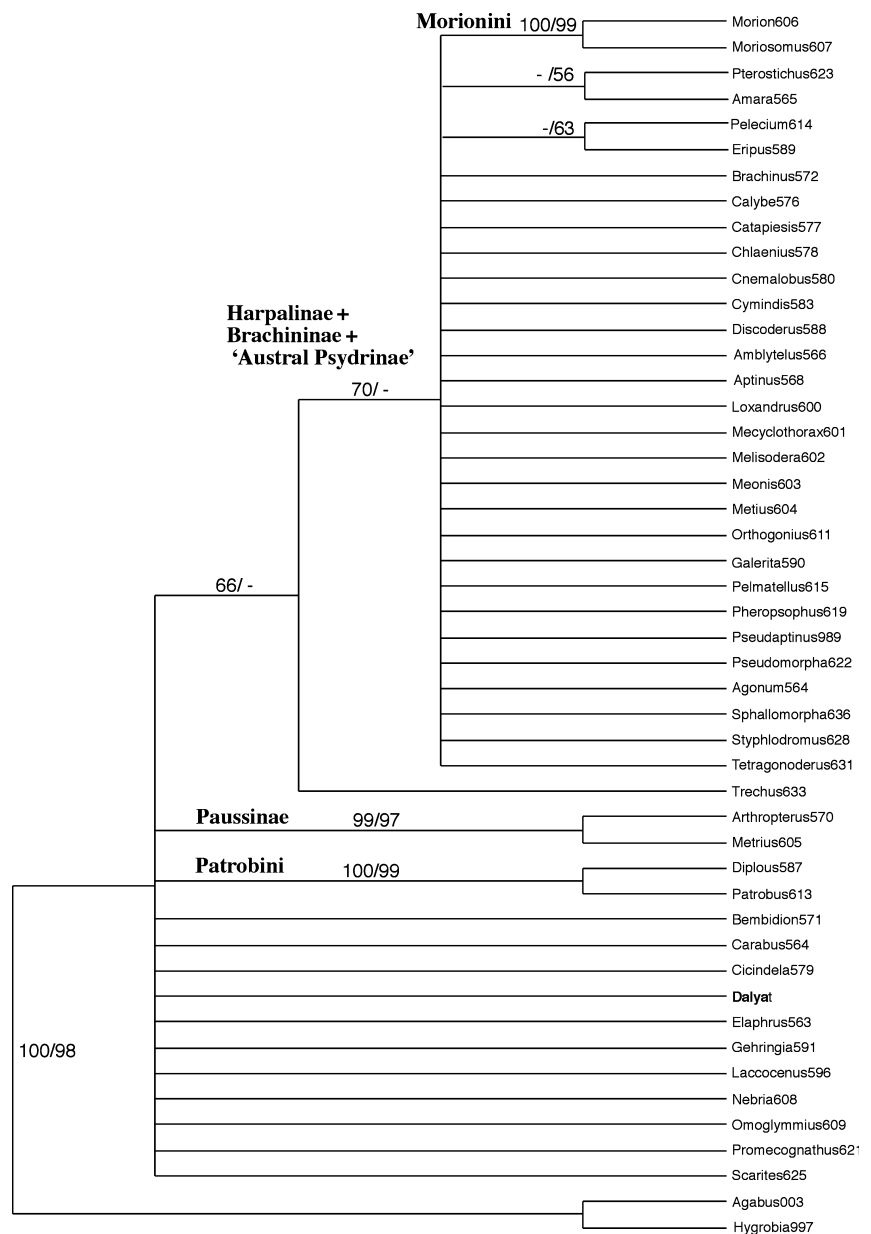 Morionini 100/99 Morion606
Moriosomus607
- /56 Pterostichus623
Amara565
-/63 Pelecium614
Eripus589
Brachinus572
Calybe576
Catapiesis577
Chlaenius578
Cnemalobus580
Cymindis583
Harpalinae +
Brachininae +
‘Austral Psydrinae’
Discoderus588
Amblytelus566
70/ - Aptinus568
Loxandrus600
Mecyclothorax601
Melisodera602
Meonis603
Metius604
Orthogonius611
Galerita590
66/ - Pelmatellus615
Pheropsophus619
Pseudaptinus989
Pseudomorpha622
Agonum564
Sphallomorpha636
Styphlodromus628
Tetragonoderus631
Trechus633
Paussinae 99/97 Arthropterus570
Metrius605
Patrobini 100/99 Diplous587
Patrobus613
Bembidion571
Carabus564
Cicindela579
Dalyat
Elaphrus563
100/98 Gehringia591
Laccocenus596
Nebria608
Omoglymmius609
Promecognathus621
Scarites625
Agabus003
Hygrobia997